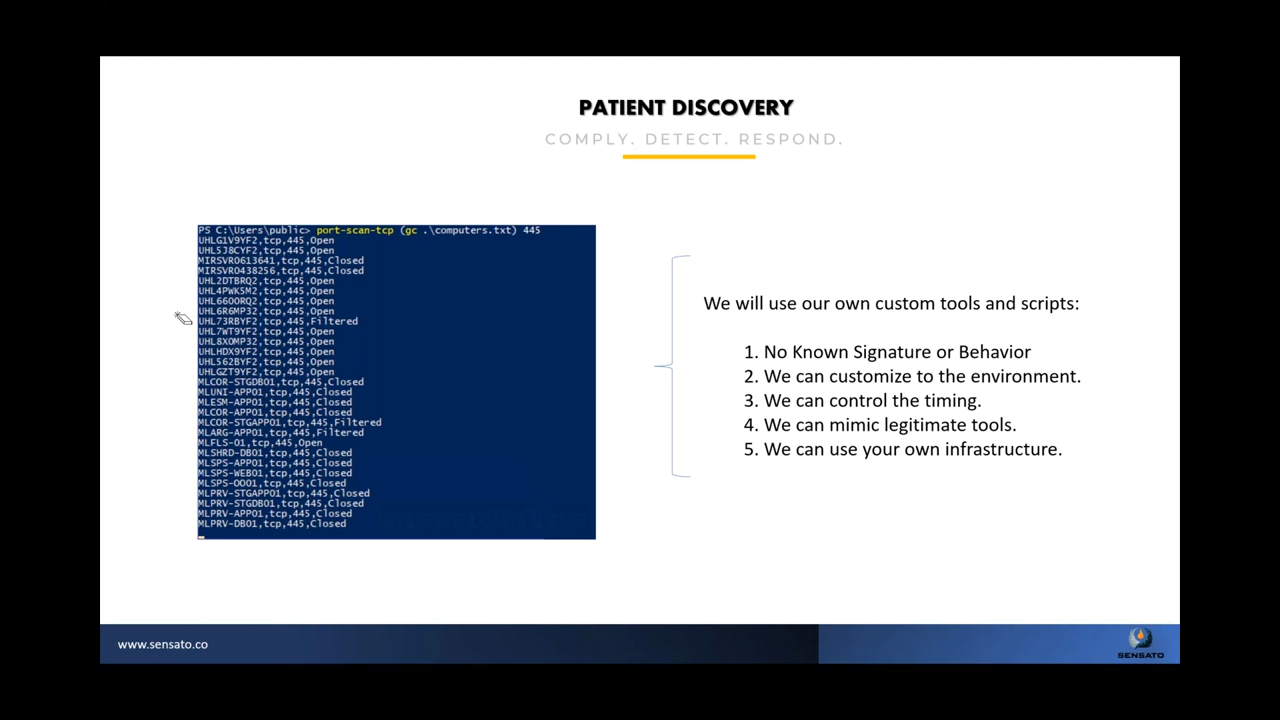 PATIENT DISCOVERY
COMPLY. DETECT. RESPOND.
PS C:\Users\public> port-scan-tcp (gc .\computers.txt) 445
UHLG1V9YF2,tcp,445,Open
UHL5J8CYF2,tcp,445,Open
MIRSVR0613641,tcp,445,Closed
MIRSVR0438256,tcp,445,Closed
UHL2DTBRQ2,tcp,445,Open
UHL4PWK5M2,tcp,445,Open
UHL6600RQ2,tcp,445,Open
UHL6R6MP32,tcp,445,Open
UHL73RBYF2,tcp,445,Filtered
UHL7WT9YF2,tcp,445,Open
UHL8X0MP32,tcp,445,Open
UHLHDX9YF2,tcp,445,Open
UHL562BYF2,tcp,445,Open
UHLGZT9YF2,tcp,445,Open
MLCOR-STGDB01,tcp,445,Closed
MLUNI-APP01,tcp,445,Closed
MLESM-APP01,tcp,445,Closed
MLCOR-APP01,tcp,445,Closed
MLCOR-STGAPP01,tcp,445,Filtered
MLARG-APP01,tcp,445,Filtered
MLFLS-01,tcp,445,Open
MLSHRD-DB01,tcp,445,Closed
MLSPS-APP01,tcp,445,Closed
MLSPS-WEB01,tcp,445,Closed
MLSPS-OO01,tcp,445,Closed
MLPRV-STGAPP01,tcp,445,Closed
MLPRV-STGDB01,tcp,445,Closed
MLPRV-APP01,tcp,445,Closed
MLPRV-DB01,tcp,445,Closed
We will use our own custom tools and scripts:
1. No Known Signature or Behavior
2. We can customize to the environment.
3. We can control the timing.
4. We can mimic legitimate tools.
5. We can use your own infrastructure.
www.sensato.co
SENSATO